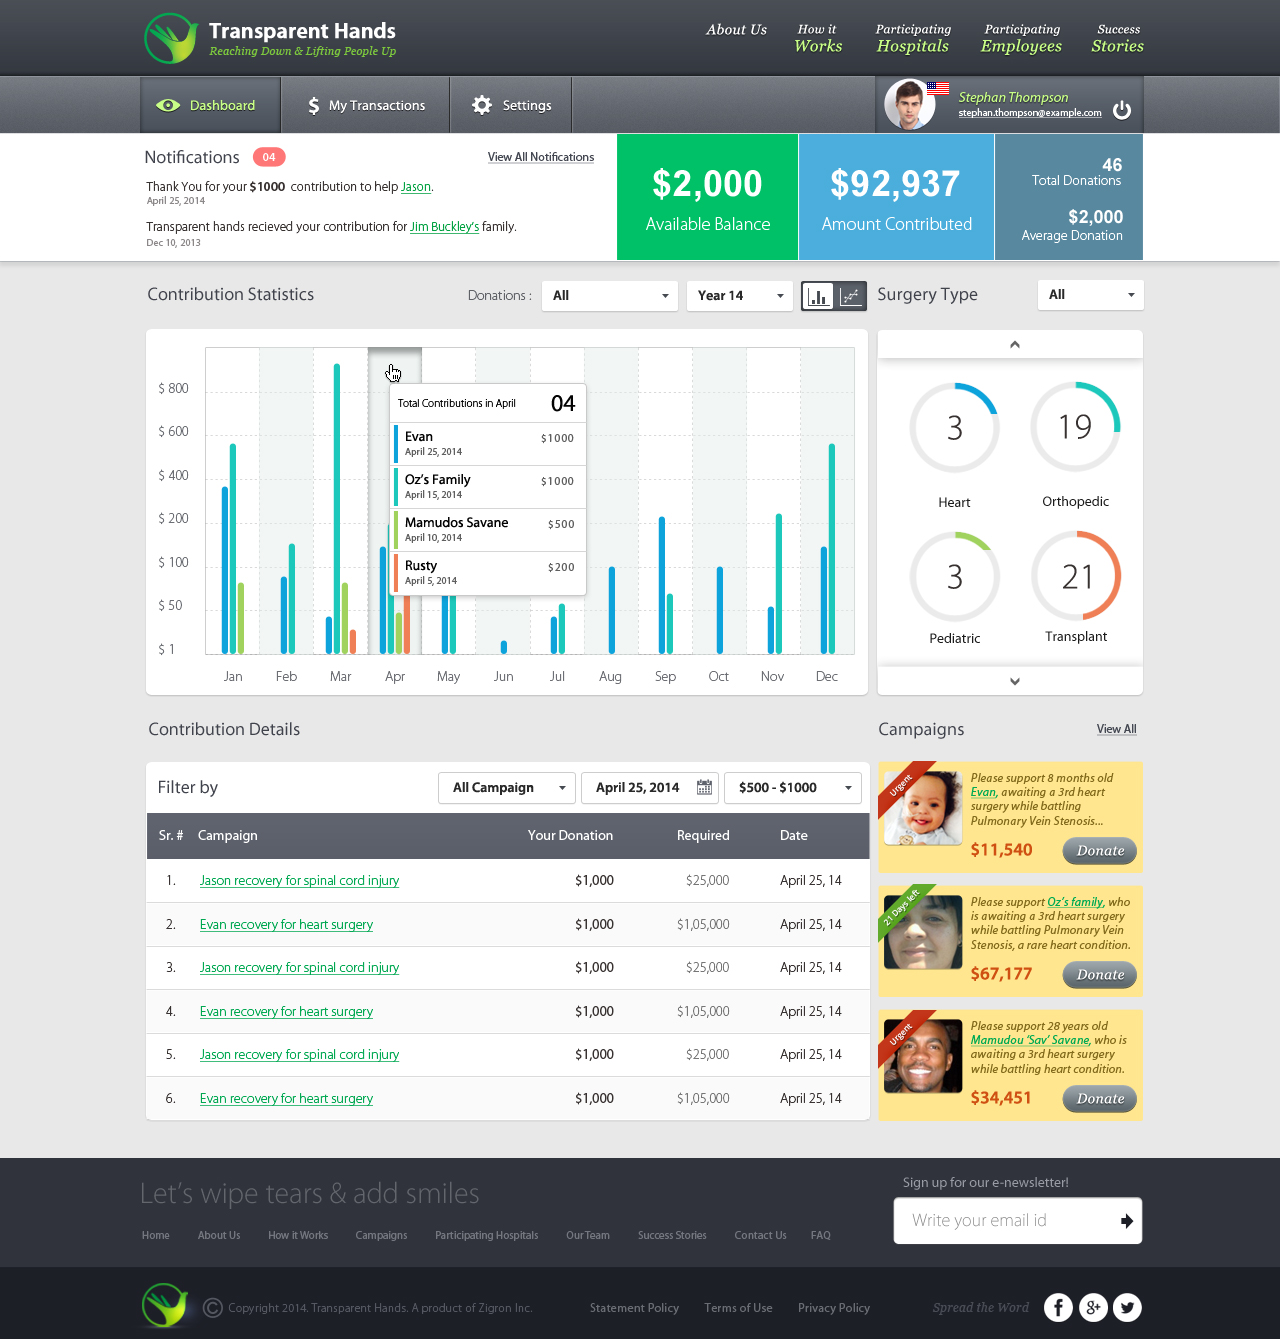 Transparent Hands
Reaching Down & Lifting People Up
About Us
How it
Works
Participating
Hospitals
Participating
Employees
Success
Stories
Dashboard
$ My Transactions
Settings
Stephan Thompson
stephan.thompson@example.com
Notifications 04
View All Notifications
Thank You for your $1000 contribution to help Jason.
April 25, 2014
Transparent hands recieved your contribution for Jim Buckley's family.
Dec 10, 2013
$2,000
Available Balance
$92,937
Amount Contributed
46
Total Donations
$2,000
Average Donation
Contribution Statistics
Donations :
All
Year 14
Surgery Type
All
$ 800
$ 600
$ 400
$ 200
$ 100
$ 50
$ 1
Total Contributions in April 04
Evan $1000
April 25, 2014
Oz's Family $1000
April 15, 2014
Mamudos Savane $500
April 10, 2014
Rusty $200
April 5, 2014
Jan Feb Mar Apr May Jun Jul Aug Sep Oct Nov Dec
3
Heart
19
Orthopedic
3
Pediatric
21
Transplant
Contribution Details
Filter by
All Campaign
April 25, 2014
$500 - $1000
Sr. # Campaign Your Donation Required Date
1. Jason recovery for spinal cord injury $1,000 $25,000 April 25, 14
2. Evan recovery for heart surgery $1,000 $1,05,000 April 25, 14
3. Jason recovery for spinal cord injury $1,000 $25,000 April 25, 14
4. Evan recovery for heart surgery $1,000 $1,05,000 April 25, 14
5. Jason recovery for spinal cord injury $1,000 $25,000 April 25, 14
6. Evan recovery for heart surgery $1,000 $1,05,000 April 25, 14
Campaigns
View All
Urgent
Please support 8 months old
Evan, awaiting a 3rd heart
surgery while battling
Pulmonary Vein Stenosis...
$11,540
Donate
21 Days left
Please support Oz's family, who
is awaiting a 3rd heart surgery
while battling Pulmonary Vein
Stenosis, a rare heart condition.
$67,177
Donate
Urgent
Please support 28 years old
Mamudou 'Sav' Savane, who is
awaiting a 3rd heart surgery
while battling heart condition.
$34,451
Donate
Let's wipe tears & add smiles
Home About Us How it Works Campaigns Participating Hospitals Our Team Success Stories Contact Us FAQ
Sign up for our e-newsletter!
Write your email id
© Copyright 2014. Transparent Hands. A product of Zigron Inc.
Statement Policy Terms of Use Privacy Policy
Spread the Word
f g+